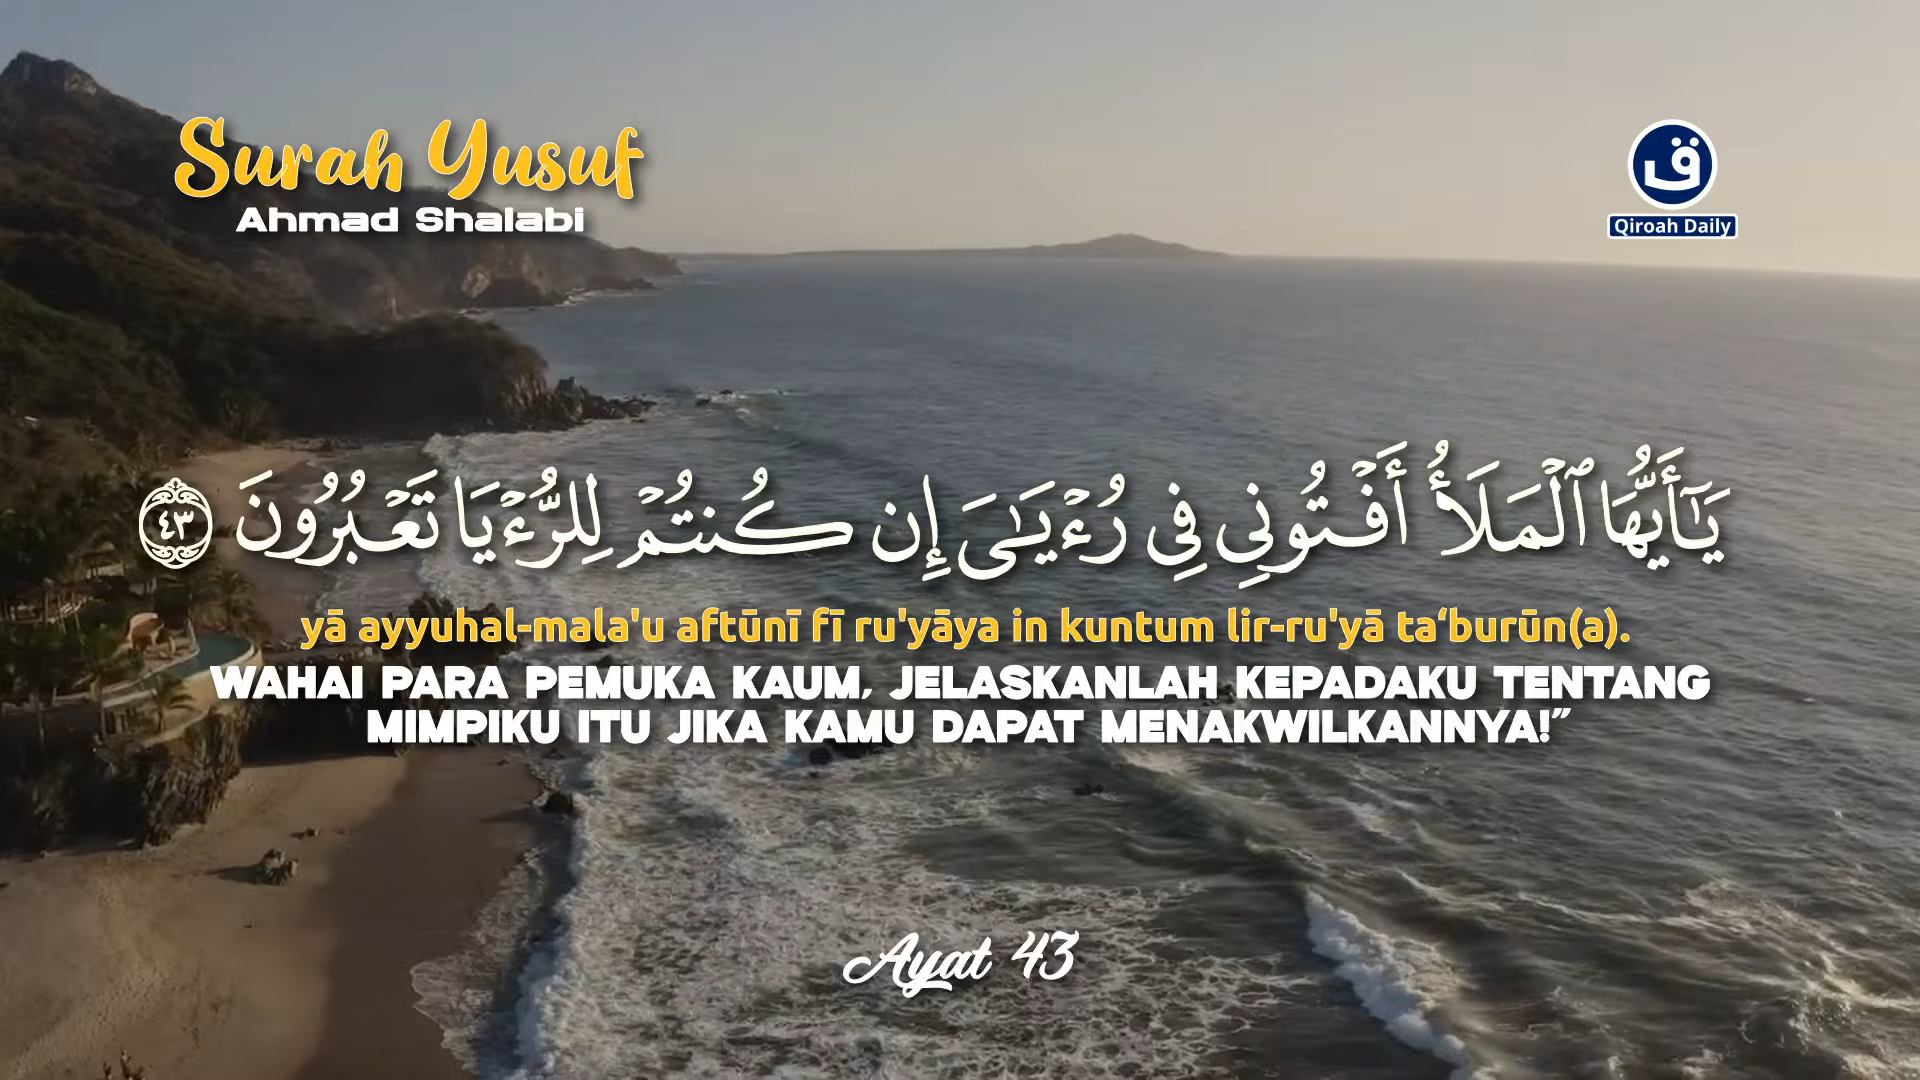 Surah Yusuf
Ahmad Shalabi
ق
Qiroah Daily
يَـٰٓأَيُّهَا ٱلْمَلَأُ أَفْتُونِى فِى رُءْيَـٰىَ إِن كُنتُمْ لِلرُّءْيَا تَعْبُرُونَ ٤٣
yā ayyuhal-mala'u aftūnī fī ru'yāya in kuntum lir-ru'yā ta‘burūn(a).
WAHAI PARA PEMUKA KAUM, JELASKANLAH KEPADAKU TENTANG
MIMPIKU ITU JIKA KAMU DAPAT MENAKWILKANNYA!”
Ayat 43